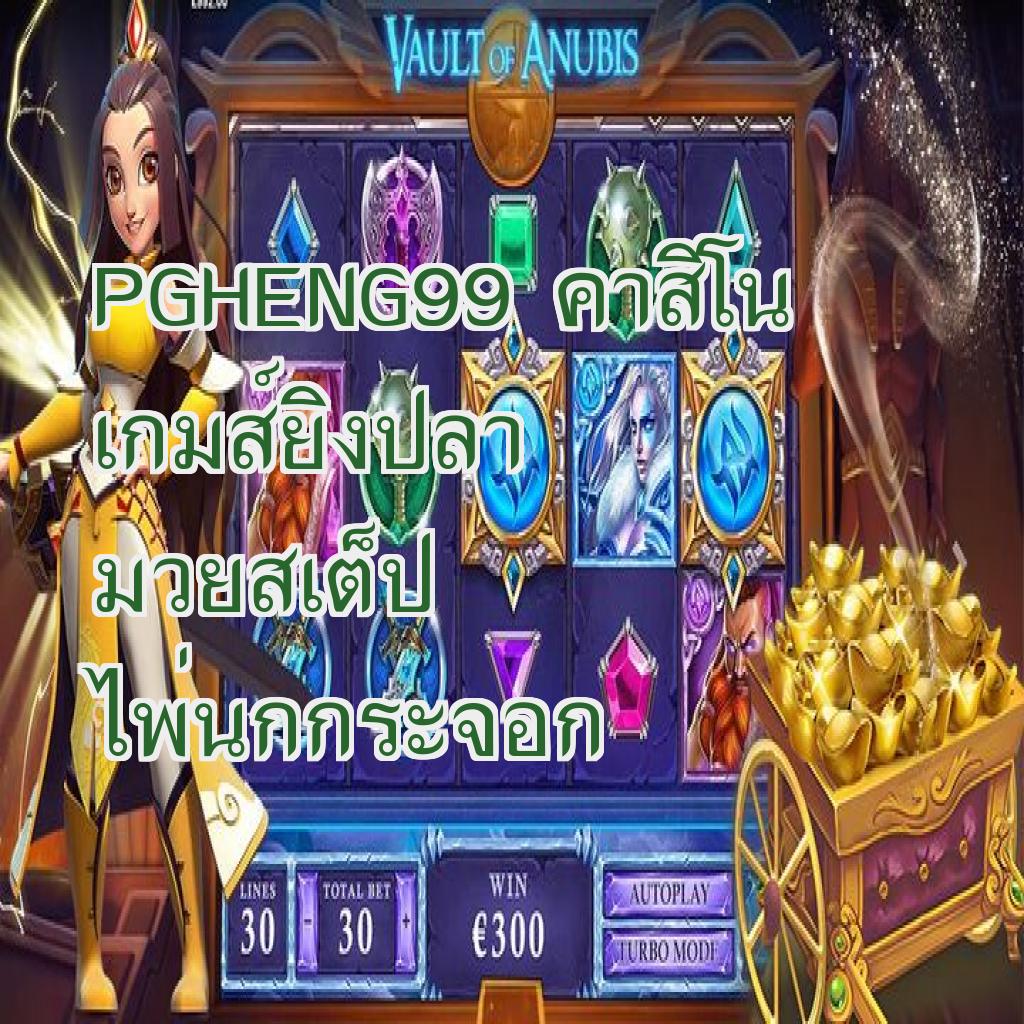 VAULT OF ANUBIS
PGHENG99 คาสิโน
เกมส์ยิงปลา
มวยสเต็ป
ไพ่นกกระจอก
LINES
30
TOTAL BET
- 30 +
WIN
€300
AUTOPLAY
TURBO MODE